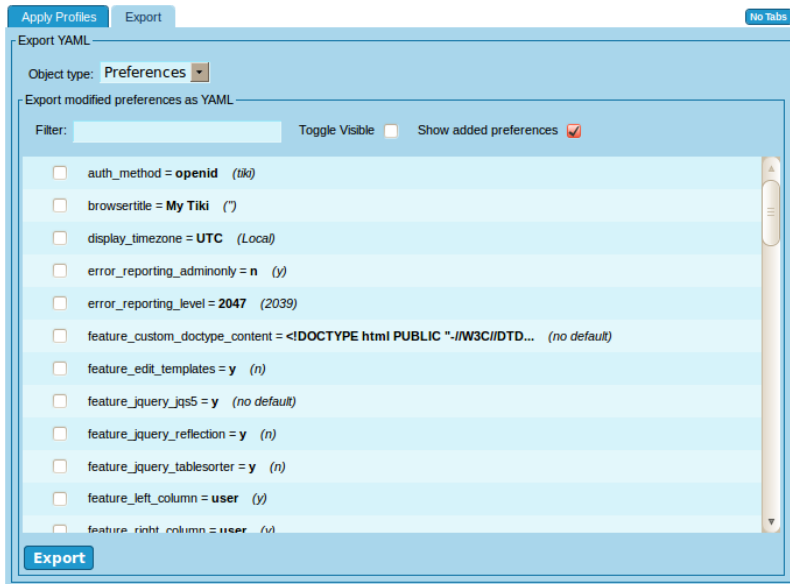 Apply Profiles Export No Tabs
Export YAML
Object type: Preferences
Export modified preferences as YAML
Filter: Toggle Visible Show added preferences
auth_method = openid (tiki)
browsertitle = My Tiki ('')
display_timezone = UTC (Local)
error_reporting_adminonly = n (y)
error_reporting_level = 2047 (2039)
feature_custom_doctype_content = <!DOCTYPE html PUBLIC "-//W3C//DTD... (no default)
feature_edit_templates = y (n)
feature_jquery_jqs5 = y (no default)
feature_jquery_reflection = y (n)
feature_jquery_tablesorter = y (n)
feature_left_column = user (y)
feature_right_column = user (y)
Export